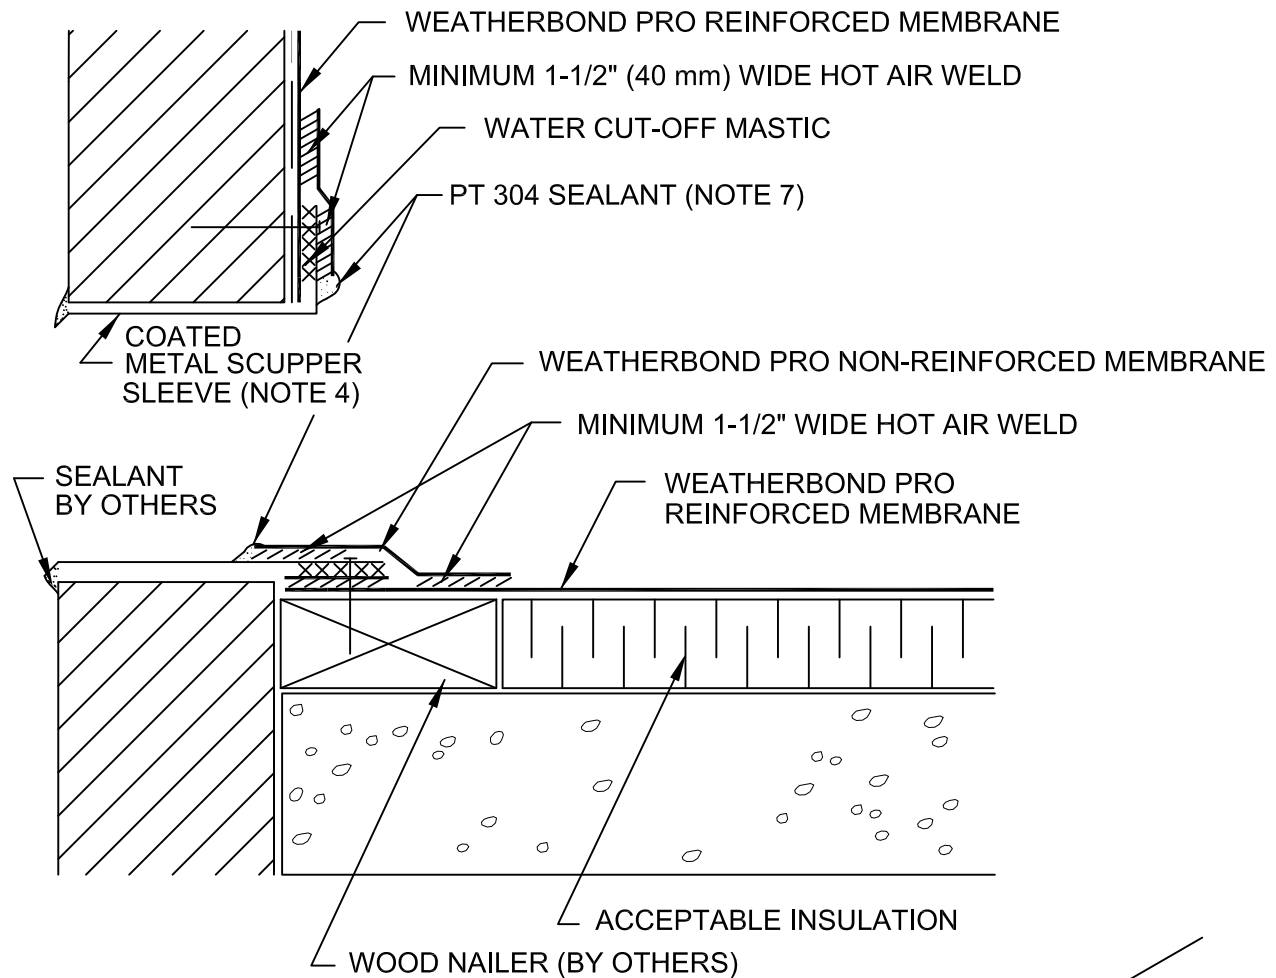 WEATHERBOND PRO REINFORCED MEMBRANE
MINIMUM 1-1/2" (40 mm) WIDE HOT AIR WELD
WATER CUT-OFF MASTIC
PT 304 SEALANT (NOTE 7)
COATED
METAL SCUPPER
SLEEVE (NOTE 4)
WEATHERBOND PRO NON-REINFORCED MEMBRANE
MINIMUM 1-1/2" WIDE HOT AIR WELD
SEALANT
BY OTHERS
WEATHERBOND PRO
REINFORCED MEMBRANE
ACCEPTABLE INSULATION
WOOD NAILER (BY OTHERS)